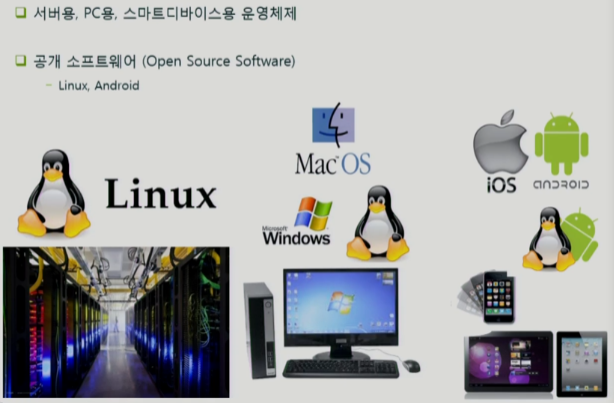 서버용, PC용, 스마트디바이스용 운영체제
공개 소프트웨어 (Open Source Software)
- Linux, Android
Mac OS
iOS
ANDROID
Linux
Microsoft
Windows